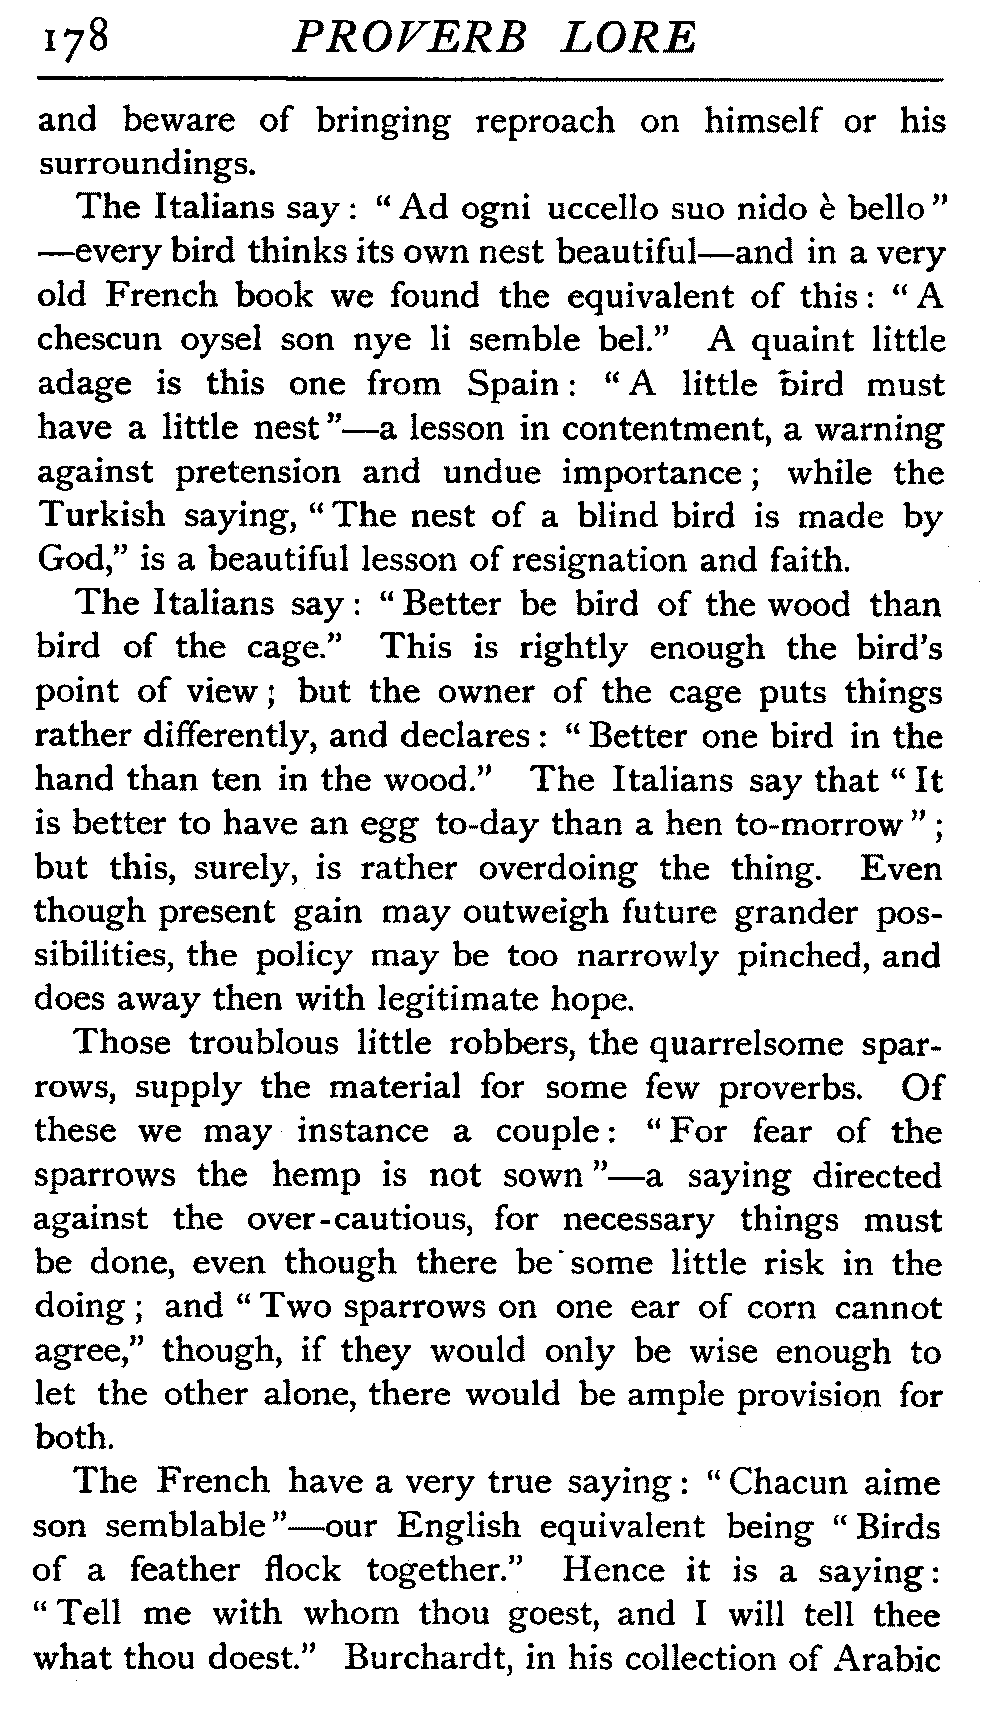 178 PROVERB LORE
and beware of bringing reproach on himself or his
surroundings.
The Italians say: “Ad ogni uccello suo nido è bello”
—every bird thinks its own nest beautiful—and in a very
old French book we found the equivalent of this: “A
chescun oysel son nye li semble bel.” A quaint little
adage is this one from Spain: “A little bird must
have a little nest”—a lesson in contentment, a warning
against pretension and undue importance; while the
Turkish saying, “The nest of a blind bird is made by
God,” is a beautiful lesson of resignation and faith.
The Italians say: “Better be bird of the wood than
bird of the cage.” This is rightly enough the bird’s
point of view; but the owner of the cage puts things
rather differently, and declares: “Better one bird in the
hand than ten in the wood.” The Italians say that “It
is better to have an egg to-day than a hen to-morrow”;
but this, surely, is rather overdoing the thing. Even
though present gain may outweigh future grander pos-
sibilities, the policy may be too narrowly pinched, and
does away then with legitimate hope.
Those troublous little robbers, the quarrelsome spar-
rows, supply the material for some few proverbs. Of
these we may instance a couple: “For fear of the
sparrows the hemp is not sown”—a saying directed
against the over-cautious, for necessary things must
be done, even though there be some little risk in the
doing; and “Two sparrows on one ear of corn cannot
agree,” though, if they would only be wise enough to
let the other alone, there would be ample provision for
both.
The French have a very true saying: “Chacun aime
son semblable”—our English equivalent being “Birds
of a feather flock together.” Hence it is a saying:
“Tell me with whom thou goest, and I will tell thee
what thou doest.” Burchardt, in his collection of Arabic